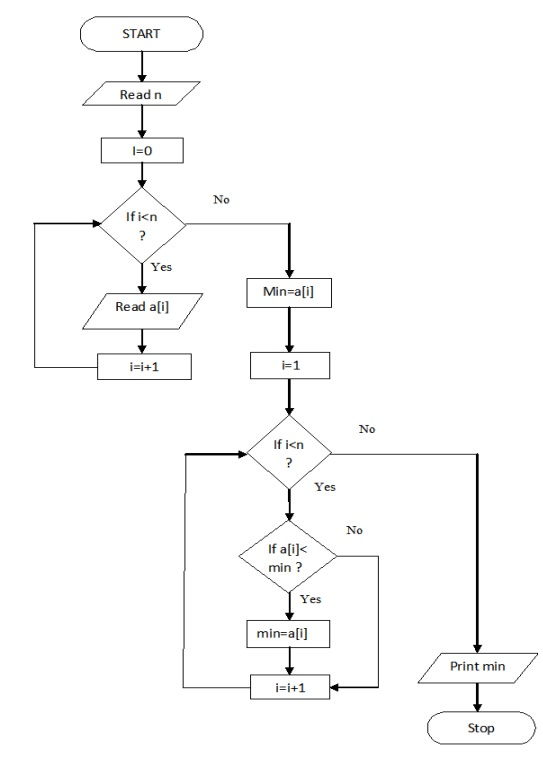 START
Read n
I=0
No
If i<n
?
Yes
Read a[i]
i=i+1
Min=a[i]
i=1
No
If i<n
?
Yes
No
If a[i]<
min ?
Yes
min=a[i]
i=i+1
Print min
Stop